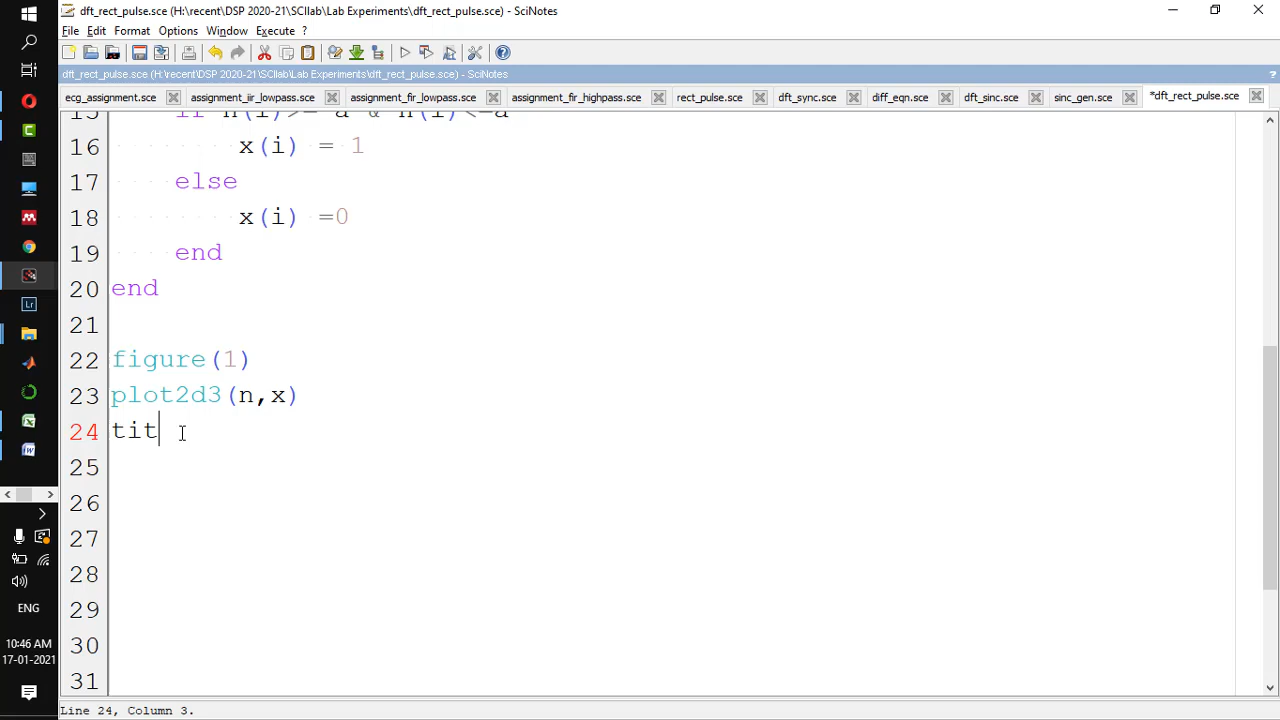 dft_rect_pulse.sce (H:\recent\DSP 2020-21\SCIlab\Lab Experiments\dft_rect_pulse.sce) - SciNotes
File Edit Format Options Window Execute ?
dft_rect_pulse.sce (H:\recent\DSP 2020-21\SCIlab\Lab Experiments\dft_rect_pulse.sce) - SciNotes
?
ecg_assignment.sce assignment_iir_lowpass.sce assignment_fir_lowpass.sce assignment_fir_highpass.sce rect_pulse.sce dft_sync.sce diff_eqn.sce dft_sinc.sce sinc_gen.sce *dft_rect_pulse.sce
16 x(i) = 1
17 else
18 x(i) =0
19 end
20 end
21
22 figure(1)
23 plot2d3(n,x)
24 tit
25
26
27
28
29
30
31
Lr
ENG
10:46 AM
17-01-2021
Line 24, Column 3.